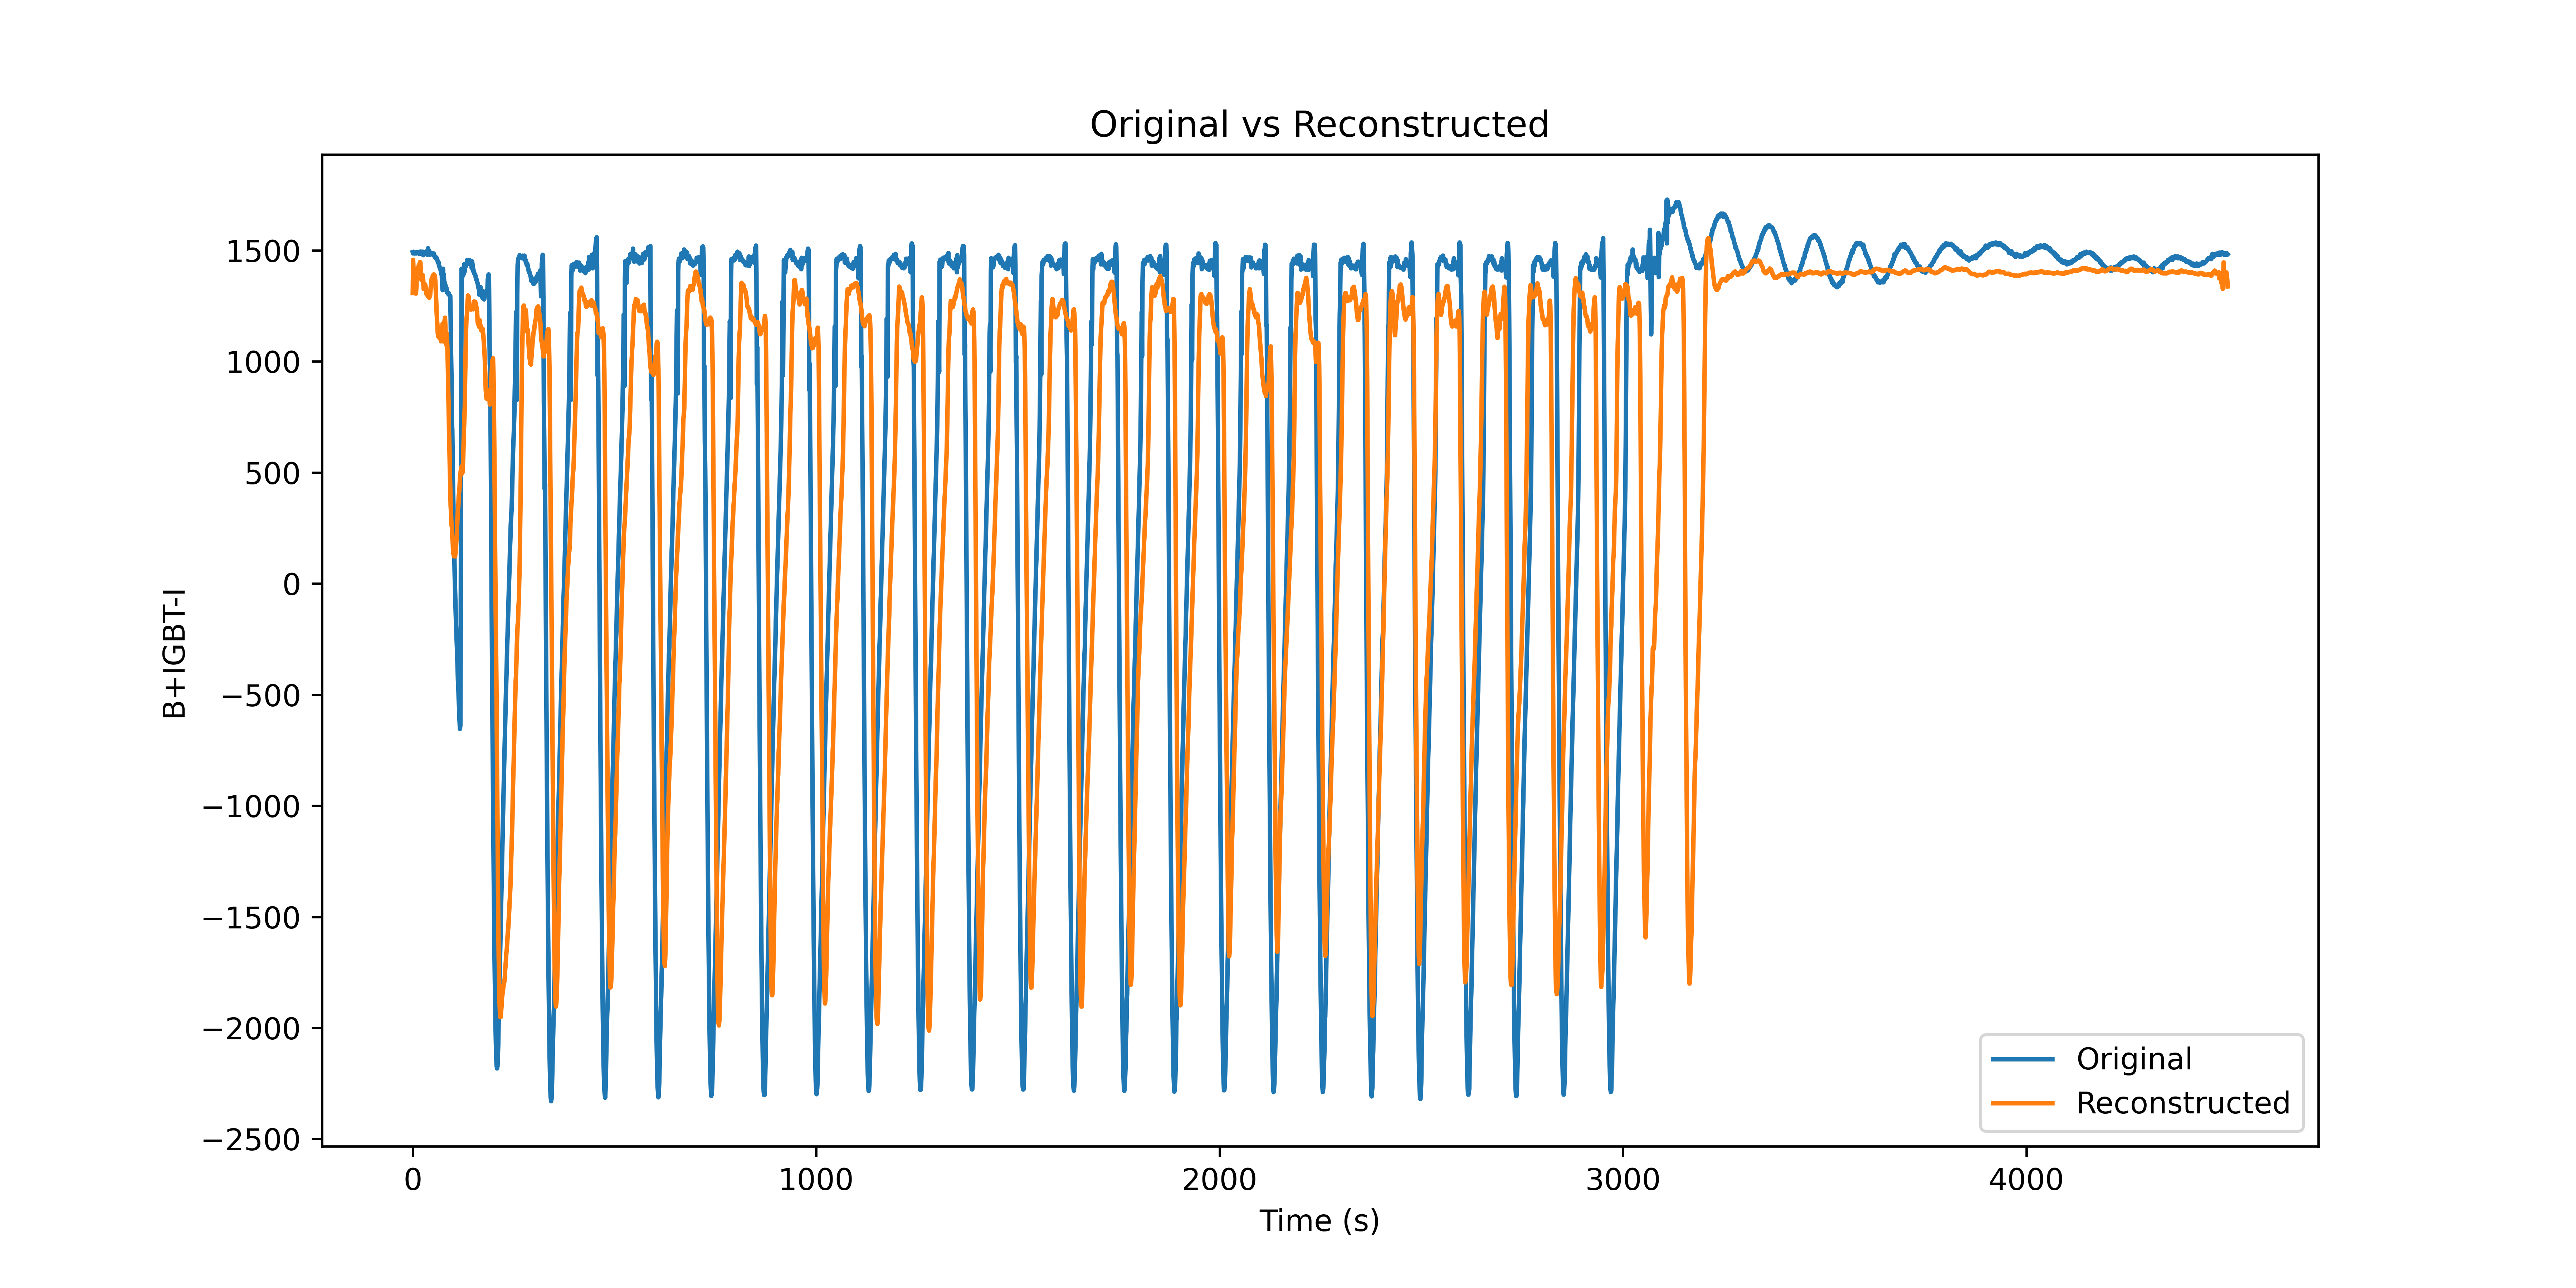 Original vs Reconstructed
1500
1000
500
0
−500
−1000
−1500
−2000
−2500
B+IGBT-I
0 1000 2000 3000 4000
Time (s)
Original
Reconstructed